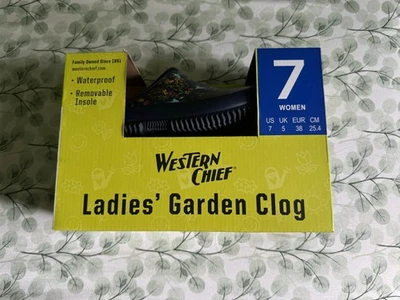 Family Owned Since 1891
westernchief.com
• Waterproof
• Removable
Insole
7
WOMEN
US UK EUR CM
7 5 38 25.4
WESTERN
CHIEF
Ladies' Garden Clog